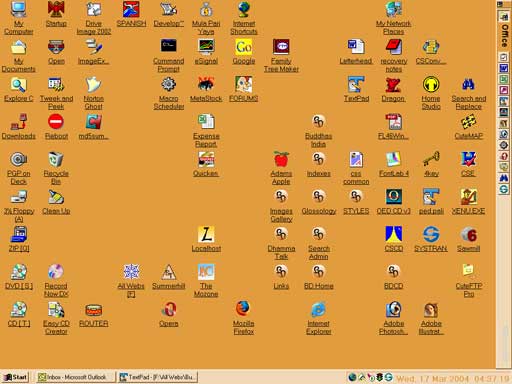 My Computer
Startup
Drive Image 2002
SPANISH
Develop'''
Mula Pari Yaya
Internet Shortcuts
My Network Places
Office
My Documents
Open
ImageEx...
Command Prompt
eSignal
Google
Family Tree Maker
Letterhead
recovery notes
CSConv...
Explore C
Tweak and Peek
Norton Ghost
Macro Scheduler
MetaStock
FORUMS
TextPad
Dragon
Home Studio
Search and Replace
Downloads
Reboot
md5sum...
Expense Report
Buddhas India
FL4Win...
CuteMAP
PGP on Deck
Recycle Bin
Quicken
Adams Apple
Indexes
css common
FontLab 4
4key
CSE
3½ Floppy (A)
Clean Up
Images Gallery
Glossology
STYLES
OED CD v3
ped.pali
XENU.EXE
ZIP [Q]
Localhost
Dhamma Talk
Search Admin
CSCD
SYSTRAN
Sawmill
DVD [ S ]
Record Now DX
All Webs [F]
Summerhill
The Mozone
Links
BD Home
BDCD
CuteFTP Pro
CD [ T ]
Easy CD Creator
ROUTER
Opera
Mozilla Firefox
Internet Explorer
Adobe Photosh...
Adobe Illustrat...
Start
Inbox - Microsoft Outlook
TextPad - [F:\All Webs\Bu...
Wed, 17 Mar 2004 04:37:19